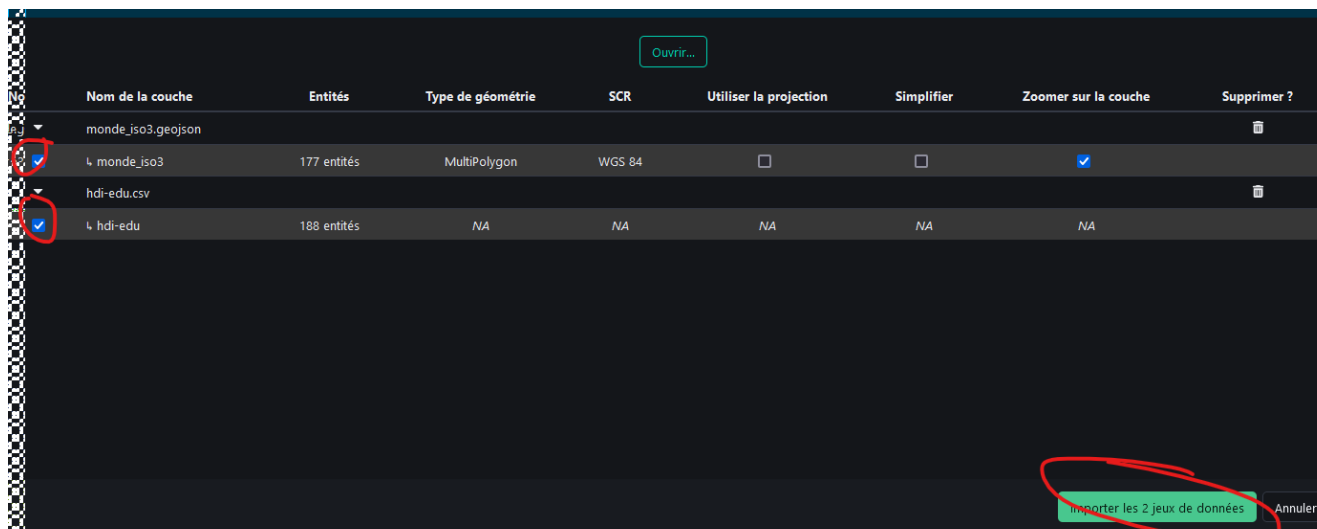 Ouvrir...
Nom de la couche Entités Type de géométrie SCR Utiliser la projection Simplifier Zoomer sur la couche Supprimer ?
monde_iso3.geojson
↳ monde_iso3 177 entités MultiPolygon WGS 84
hdi-edu.csv
↳ hdi-edu 188 entités NA NA NA NA NA
Importer les 2 jeux de données Annuler